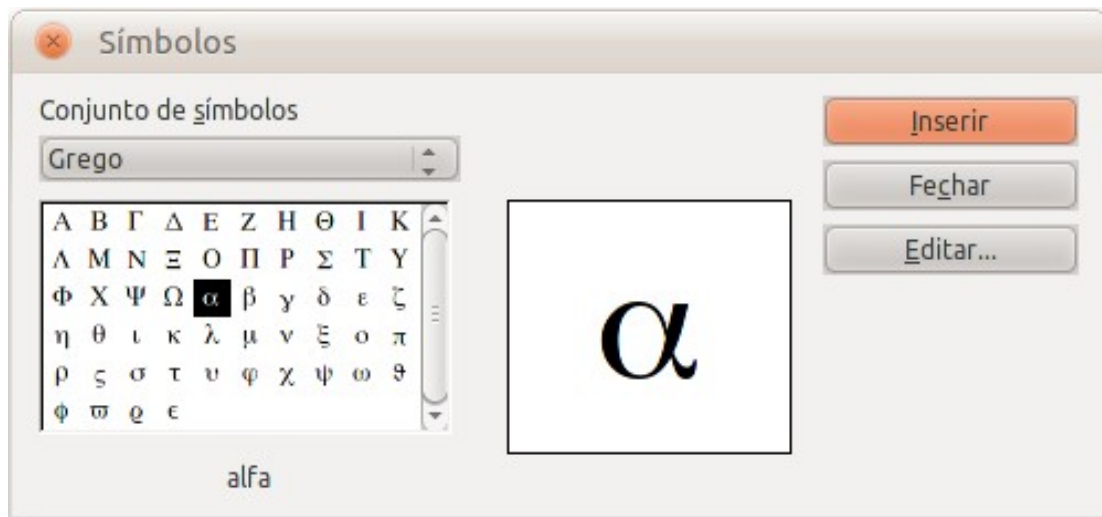 Símbolos
Conjunto de símbolos
Grego
Α Β Γ Δ Ε Ζ Η Θ Ι Κ
Λ Μ Ν Ξ Ο Π Ρ Σ Τ Υ
Φ Χ Ψ Ω α β γ δ ε ζ
η θ ι κ λ μ ν ξ ο π
ρ ς σ τ υ φ χ ψ ω ϑ
ϕ ϖ ϱ ϵ
alfa
α
Inserir
Fechar
Editar...